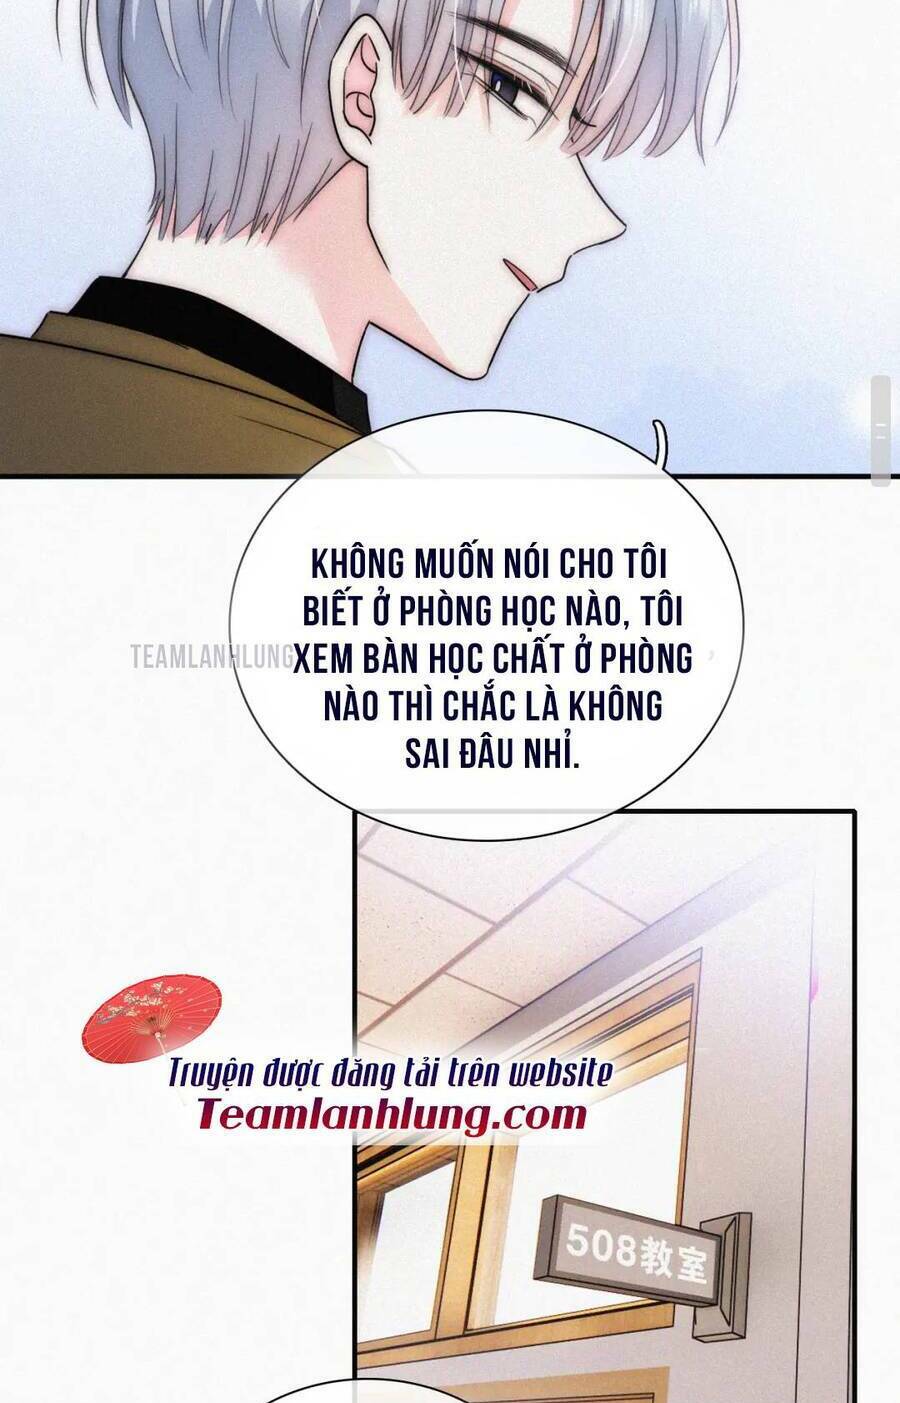 KHÔNG MUỐN NÓI CHO TÔI
BIẾT Ở PHÒNG HỌC NÀO, TÔI
XEM BÀN HỌC CHẤT Ở PHÒNG
NÀO THÌ CHẮC LÀ KHÔNG
SAI ĐÂU NHỈ.
TEAMLANHLUNG
Truyện được đăng tải trên website
Teamlanhlung.com
508教室